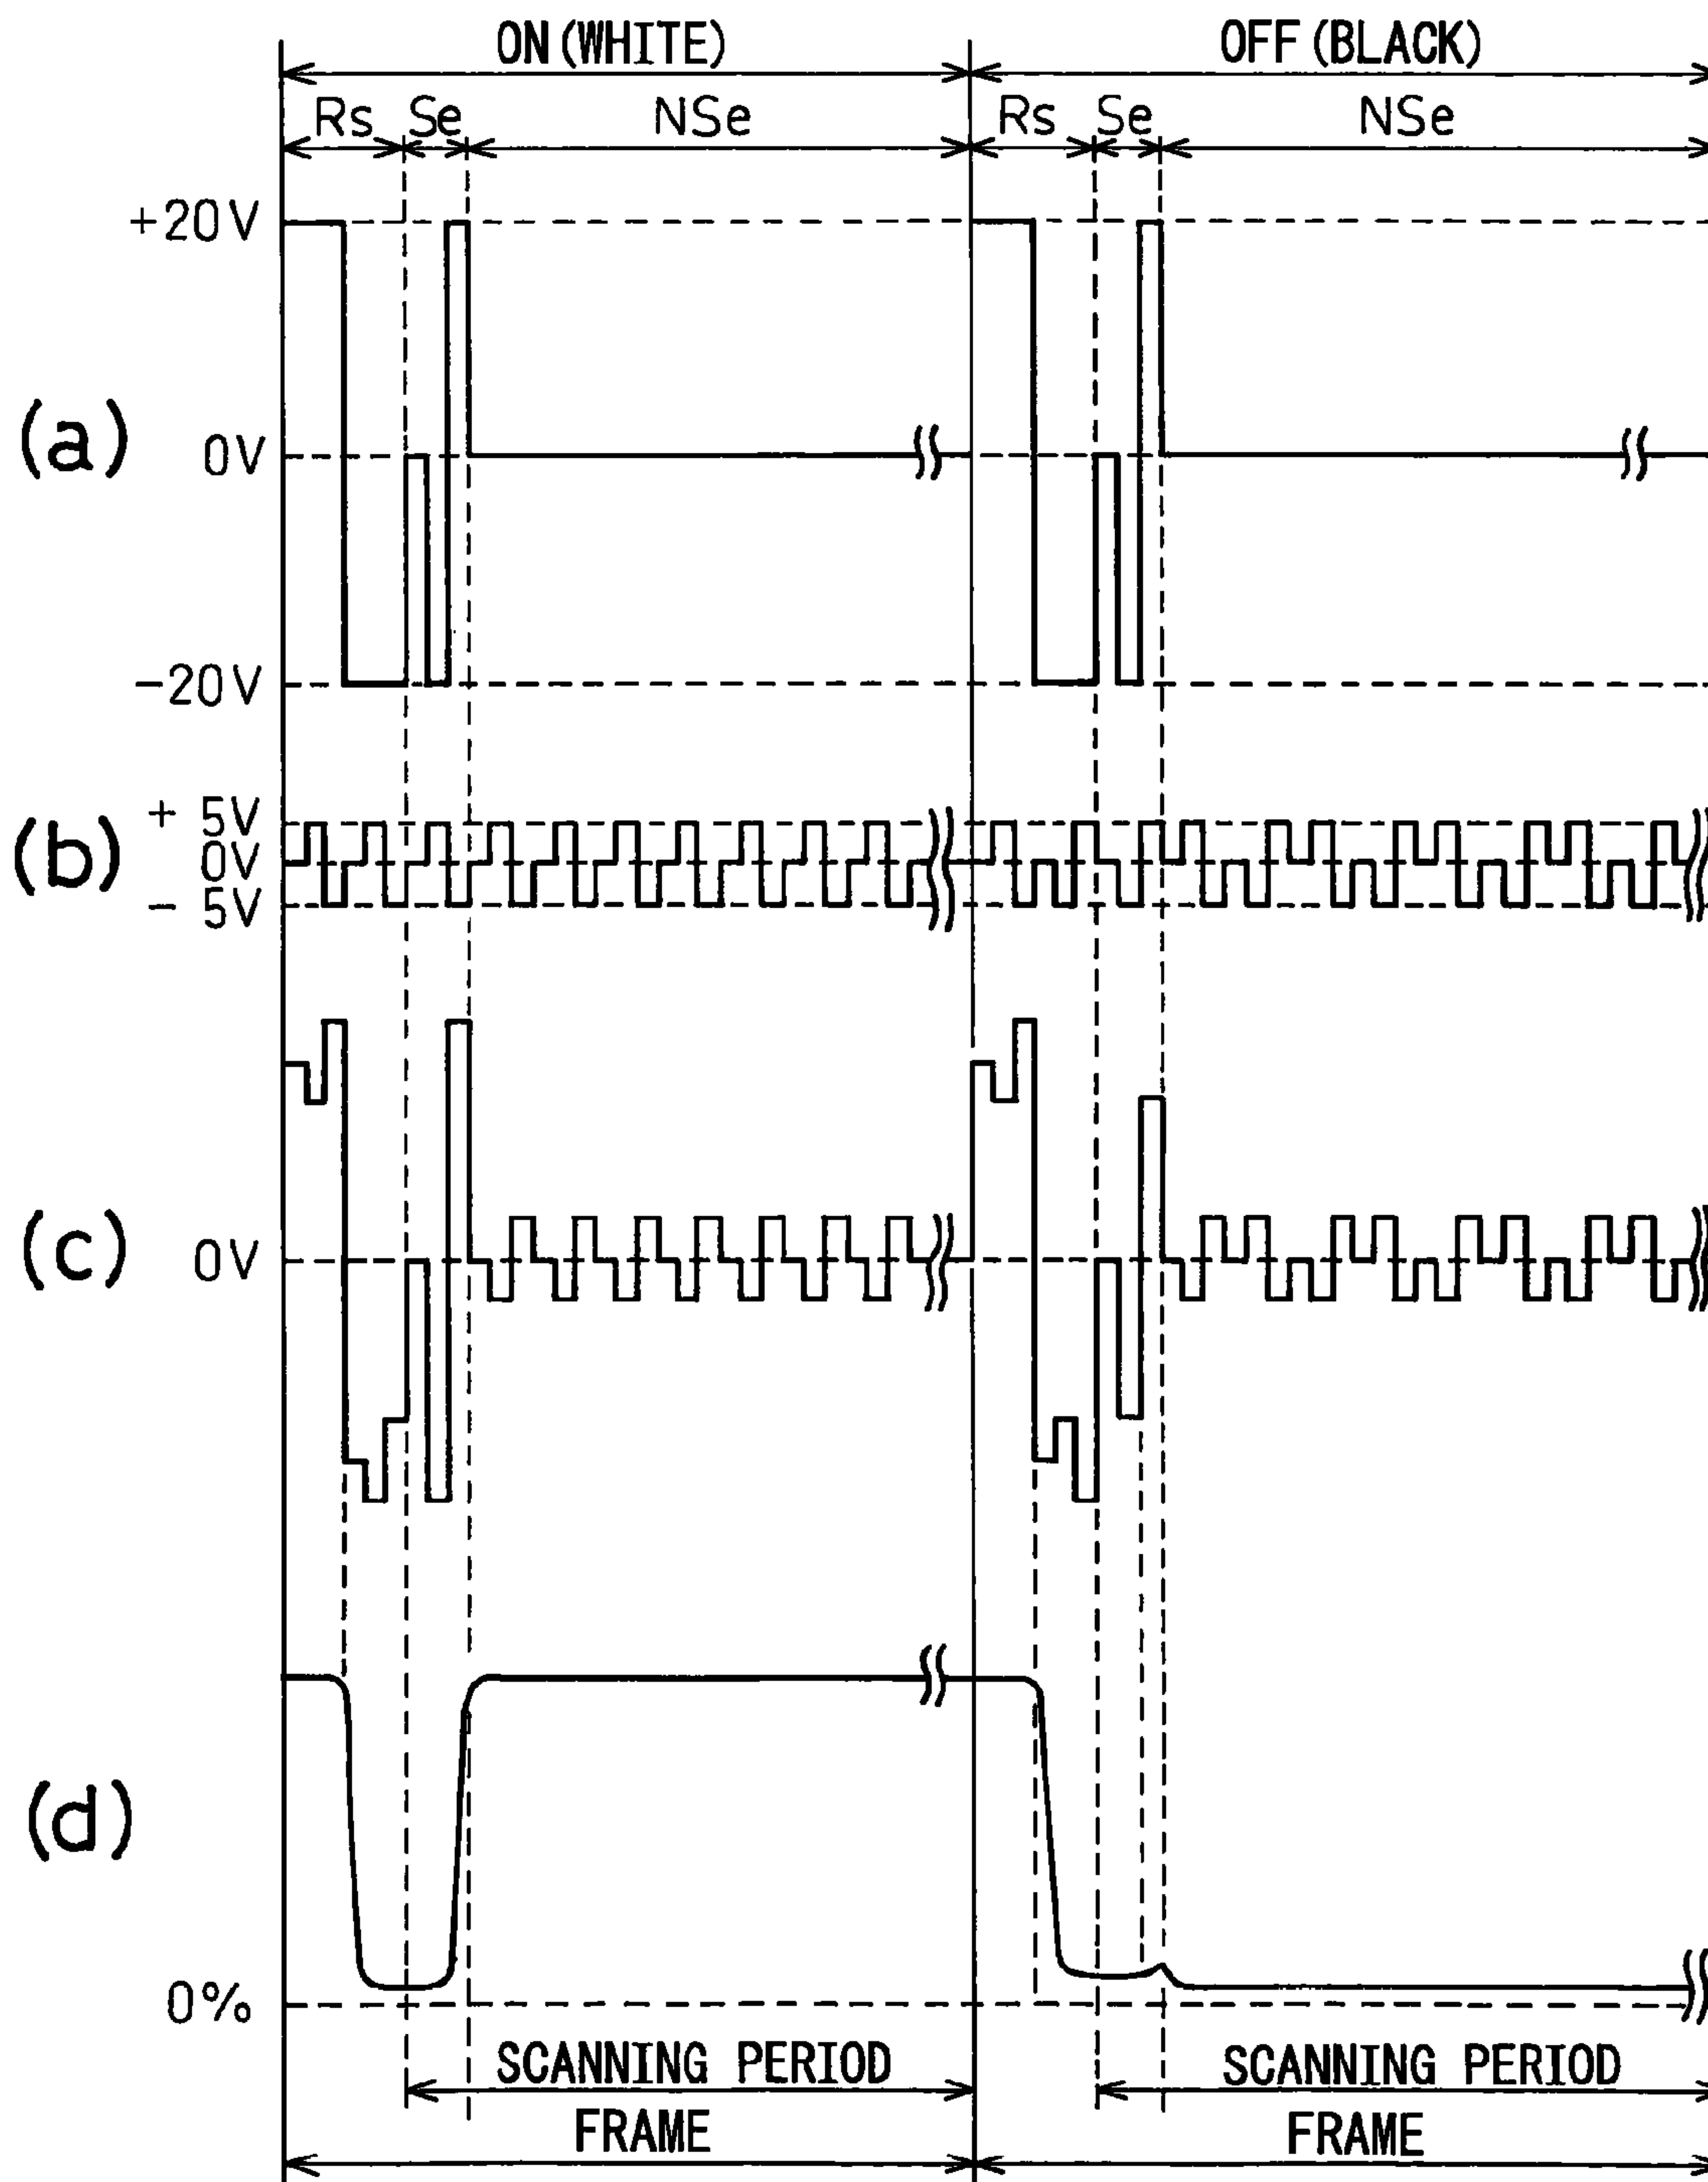 ON(WHITE) OFF(BLACK)
Rs Se NSe Rs Se NSe
+20V
(a) 0V
-20V
+ 5V
(b) 0V
- 5V
(c) 0V
(d)
0%
SCANNING PERIOD SCANNING PERIOD
FRAME FRAME